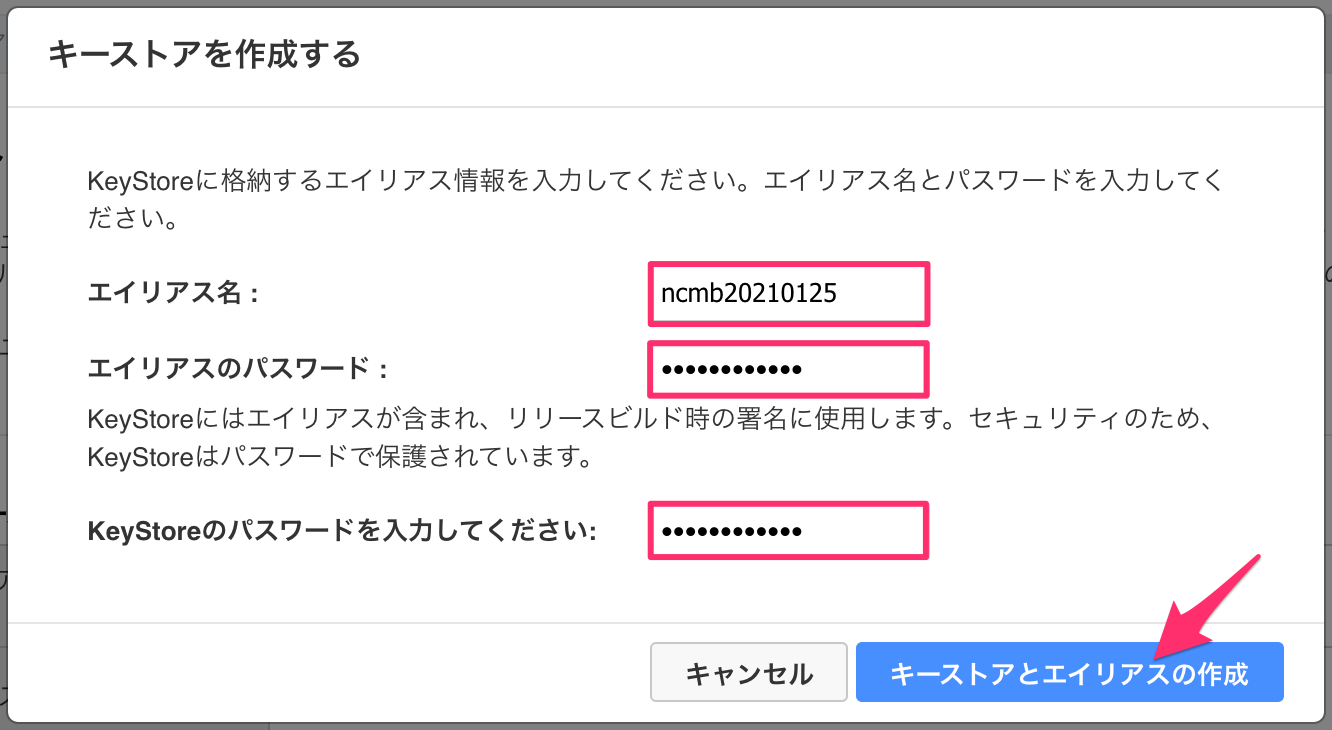 キーストアを作成する
KeyStoreに格納するエイリアス情報を入力してください。エイリアス名とパスワードを入力してく
ださい。
エイリアス名 : ncmb20210125
エイリアスのパスワード : ••••••••••••
KeyStoreにはエイリアスが含まれ、リリースビルド時の署名に使用します。セキュリティのため、
KeyStoreはパスワードで保護されています。
KeyStoreのパスワードを入力してください: ••••••••••••
キャンセル キーストアとエイリアスの作成